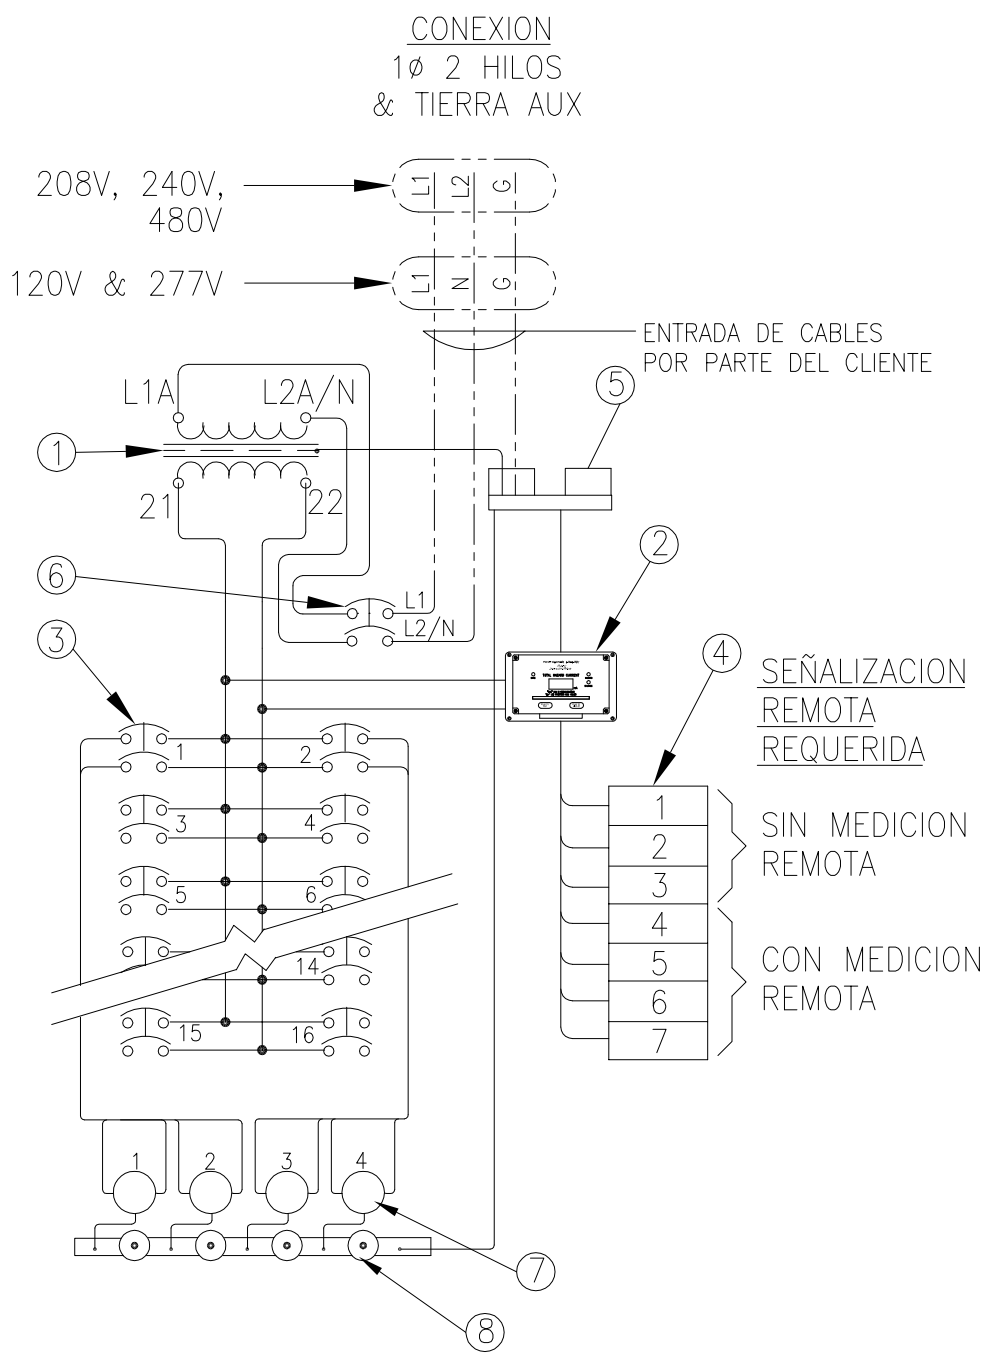 CONEXION
1ø 2 HILOS
& TIERRA AUX
208V, 240V,
480V
L1
L2
G
120V & 277V
L1
N
G
ENTRADA DE CABLES
POR PARTE DEL CLIENTE
5
L1A
L2A/N
1
21
22
2
6
L1
L2/N
3
4
SEÑALIZACION
REMOTA
REQUERIDA
TOTAL HAZARD CURRENT
1
2
3
4
5
6
14
15
16
1
2
3
SIN MEDICION
REMOTA
4
5
6
7
CON MEDICION
REMOTA
1
2
3
4
7
8